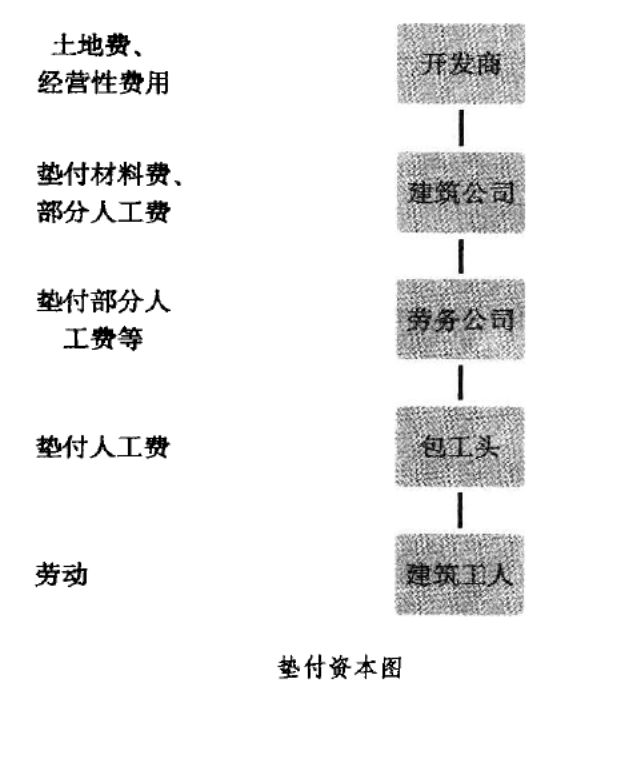 土地费、
经营性费用
开发商
垫付材料费、
部分人工费
建筑公司
垫付部分人
工费等
劳务公司
垫付人工费
包工头
劳动
建筑工人
垫付资本图